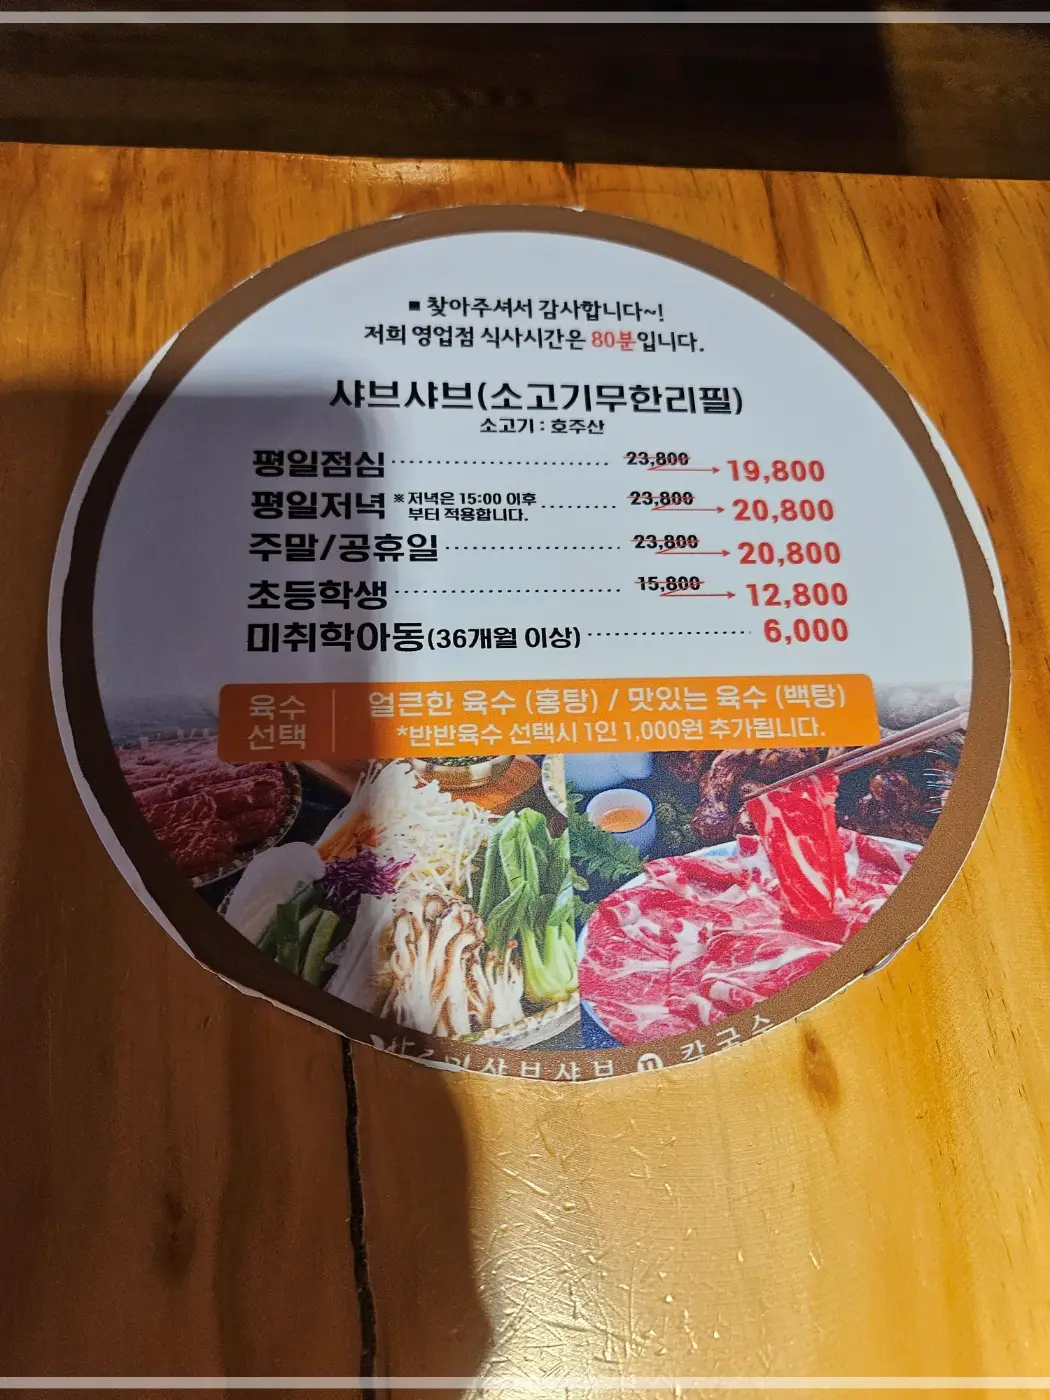 ■ 찾아주셔서 감사합니다~!
저희 영업점 식사시간은 80분입니다.
샤브샤브(소고기무한리필)
소고기 : 호주산
평일점심 23,800 → 19,800
평일저녁 ※ 저녁은 15:00 이후 부터 적용합니다. 23,800 → 20,800
주말/공휴일 23,800 → 20,800
초등학생 15,800 → 12,800
미취학아동(36개월 이상) 6,000
육수 선택
얼큰한 육수 (홍탕) / 맛있는 육수 (백탕)
*반반육수 선택시 1인 1,000원 추가됩니다.
샤브샤브 n 칼국수